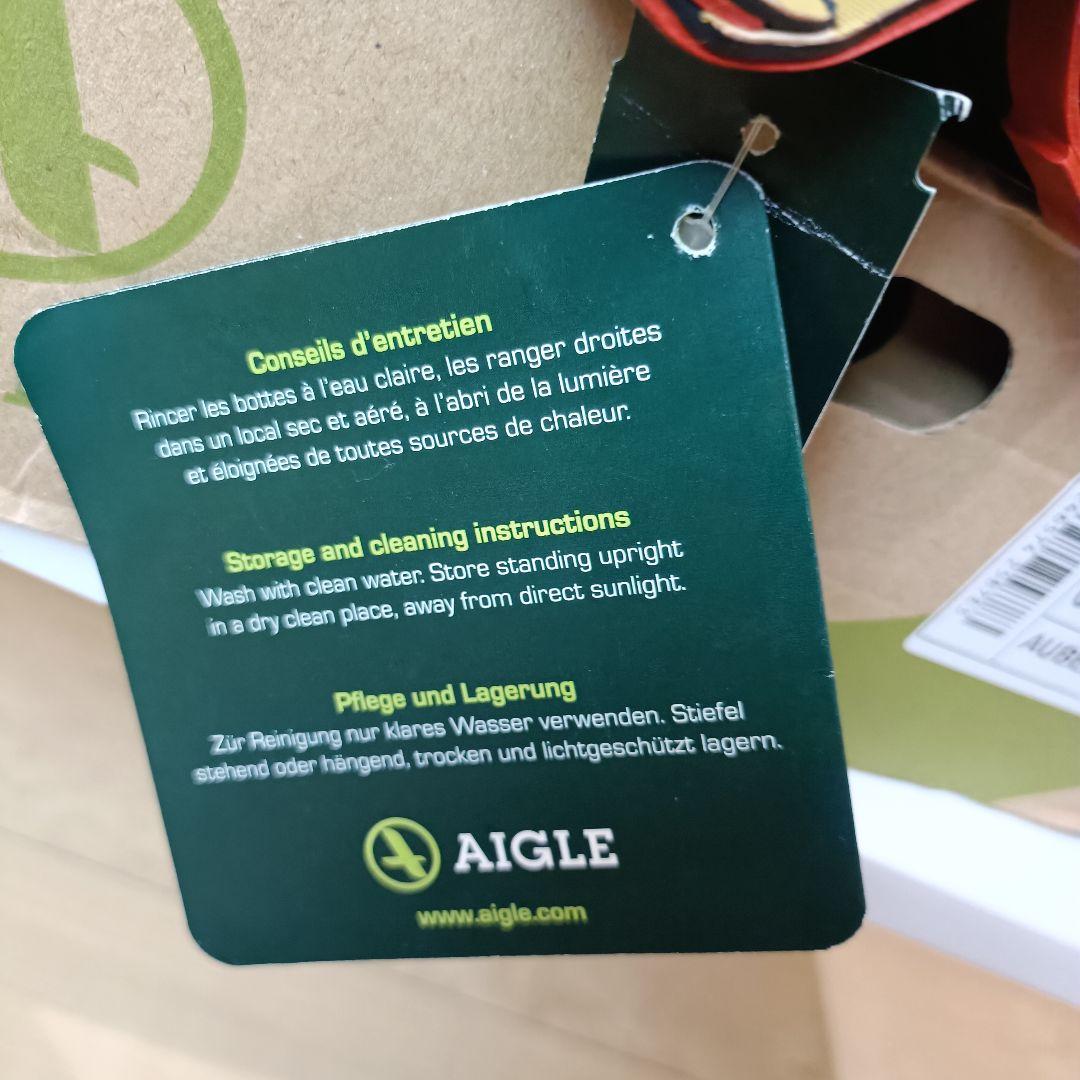 Conseils d'entretien
Rincer les bottes à l'eau claire, les ranger droites
dans un local sec et aéré, à l'abri de la lumière
et éloignées de toutes sources de chaleur.
Storage and cleaning instructions
Wash with clean water. Store standing upright
in a dry clean place, away from direct sunlight.
Pflege und Lagerung
Zür Reinigung nur klares Wasser verwenden. Stiefel
stehend oder hängend, trocken und lichtgeschützt lagern.
AIGLE
www.aigle.com